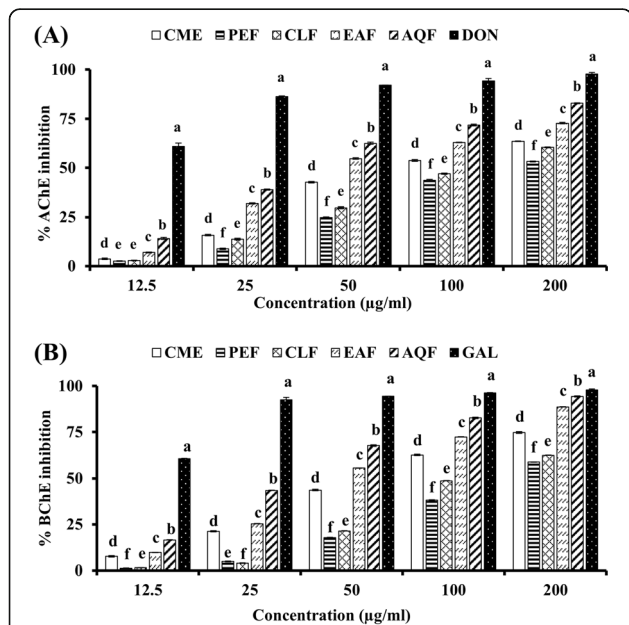 (A)
CME PEF CLF EAF AQF DON
% AChE inhibition
100
75
50
25
0
d e e c b a
d f e c b a
d f e c b a
d f e c b a
d f e c b a
12.5 25 50 100 200
Concentration (µg/ml)
(B)
CME PEF CLF EAF AQF GAL
% BChE inhibition
100
75
50
25
0
d f e c b a
d e f c b a
d f e c b a
d f e c b a
d f e c b a
12.5 25 50 100 200
Concentration (µg/ml)